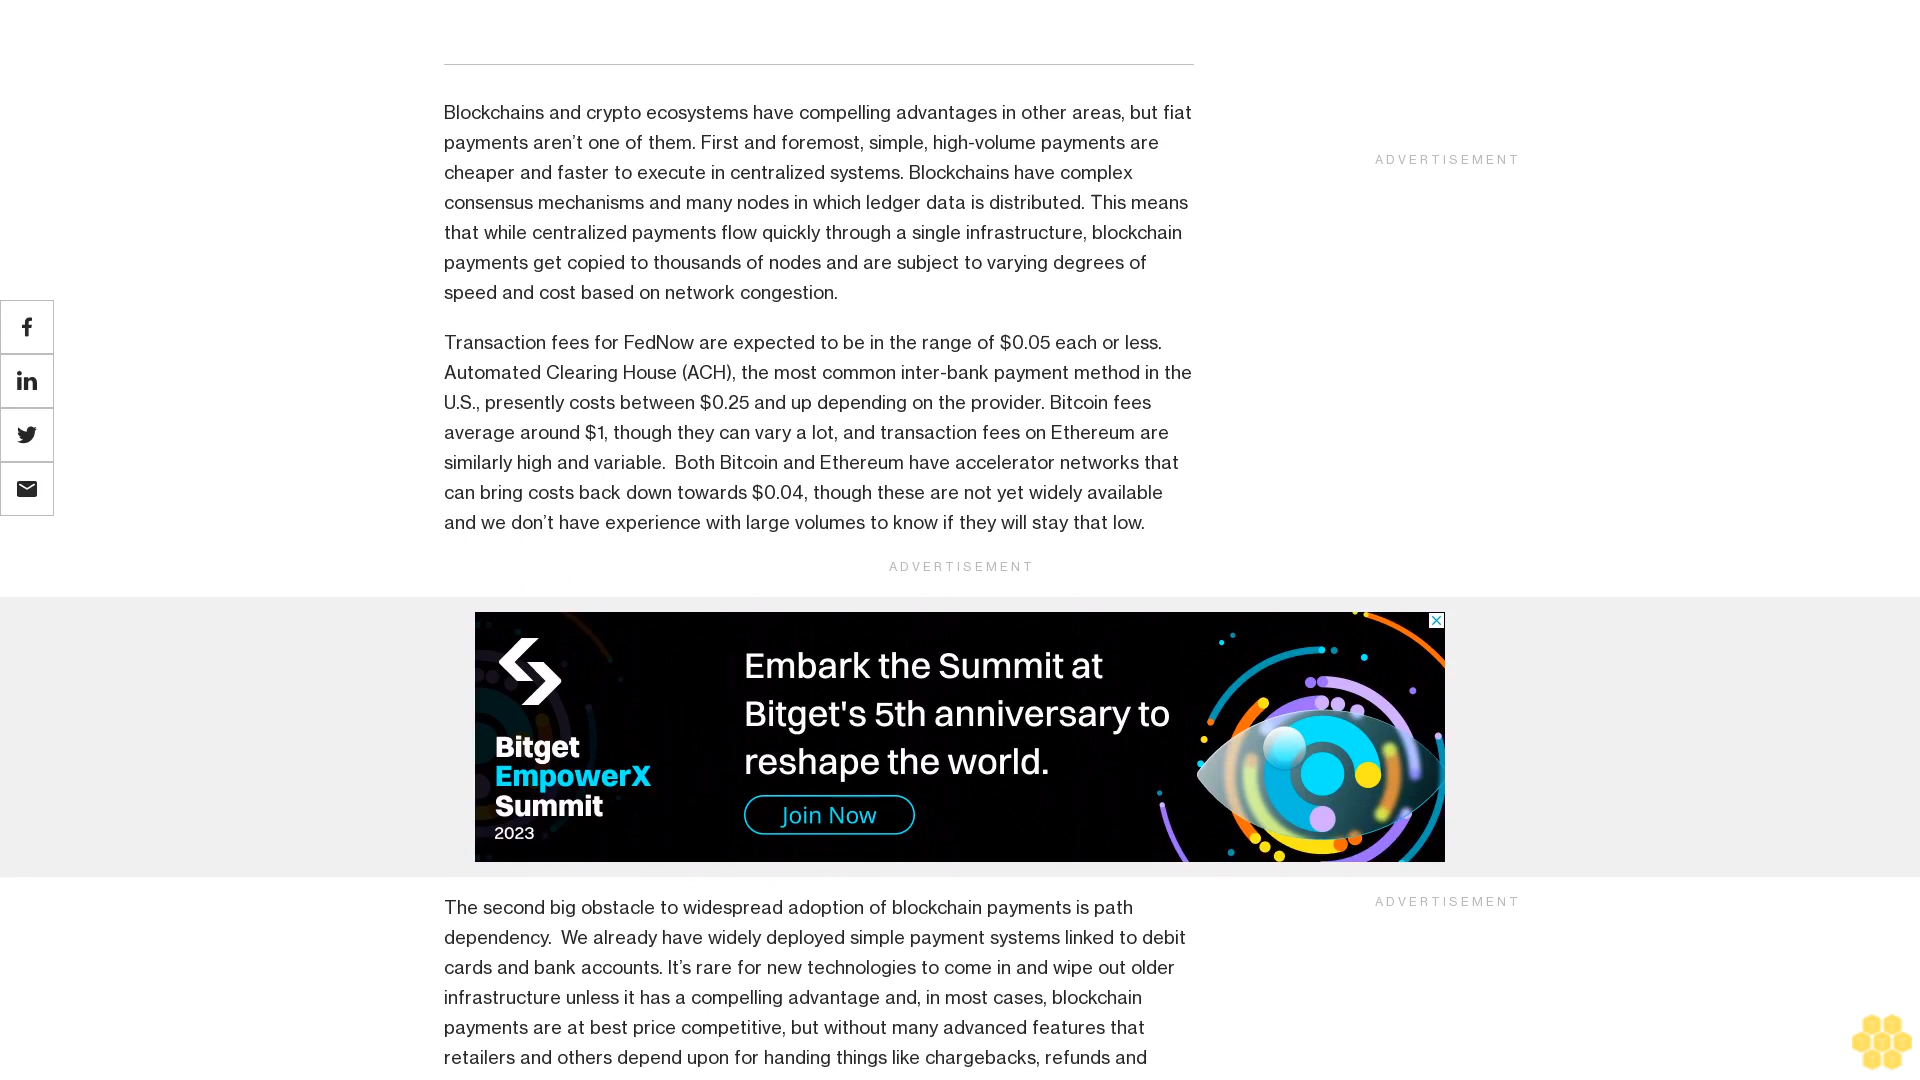 Blockchains and crypto ecosystems have compelling advantages in other areas, but fiat
payments aren’t one of them. First and foremost, simple, high-volume payments are
cheaper and faster to execute in centralized systems. Blockchains have complex
consensus mechanisms and many nodes in which ledger data is distributed. This means
that while centralized payments flow quickly through a single infrastructure, blockchain
payments get copied to thousands of nodes and are subject to varying degrees of
speed and cost based on network congestion.
ADVERTISEMENT
Transaction fees for FedNow are expected to be in the range of $0.05 each or less.
Automated Clearing House (ACH), the most common inter-bank payment method in the
U.S., presently costs between $0.25 and up depending on the provider. Bitcoin fees
average around $1, though they can vary a lot, and transaction fees on Ethereum are
similarly high and variable.  Both Bitcoin and Ethereum have accelerator networks that
can bring costs back down towards $0.04, though these are not yet widely available
and we don’t have experience with large volumes to know if they will stay that low.
ADVERTISEMENT
Bitget
EmpowerX
Summit
2023
Embark the Summit at
Bitget's 5th anniversary to
reshape the world.
Join Now
The second big obstacle to widespread adoption of blockchain payments is path
dependency.  We already have widely deployed simple payment systems linked to debit
cards and bank accounts. It’s rare for new technologies to come in and wipe out older
infrastructure unless it has a compelling advantage and, in most cases, blockchain
payments are at best price competitive, but without many advanced features that
retailers and others depend upon for handing things like chargebacks, refunds and
ADVERTISEMENT